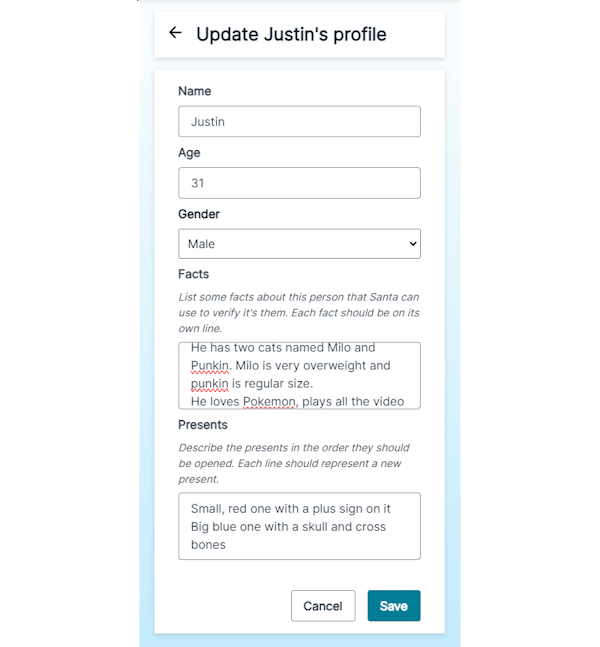 Update Justin's profile
Name
Justin
Age
31
Gender
Male
Facts
List some facts about this person that Santa can
use to verify it's them. Each fact should be on its
own line.
He has two cats named Milo and
Punkin. Milo is very overweight and
punkin is regular size.
He loves Pokemon, plays all the video
Presents
Describe the presents in the order they should
be opened. Each line should represent a new
present.
Small, red one with a plus sign on it
Big blue one with a skull and cross
bones
Cancel
Save